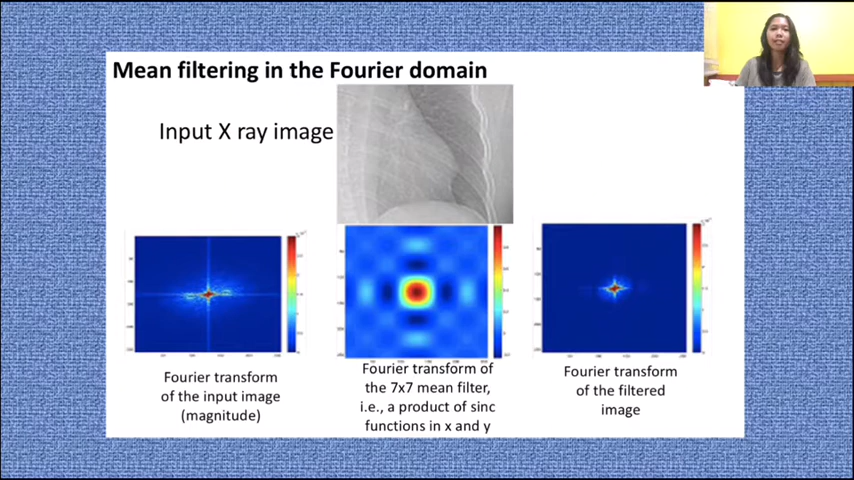 Mean filtering in the Fourier domain
Input X ray image
Fourier transform
of the input image
(magnitude)
Fourier transform of
the 7x7 mean filter,
i.e., a product of sinc
functions in x and y
Fourier transform
of the filtered
image